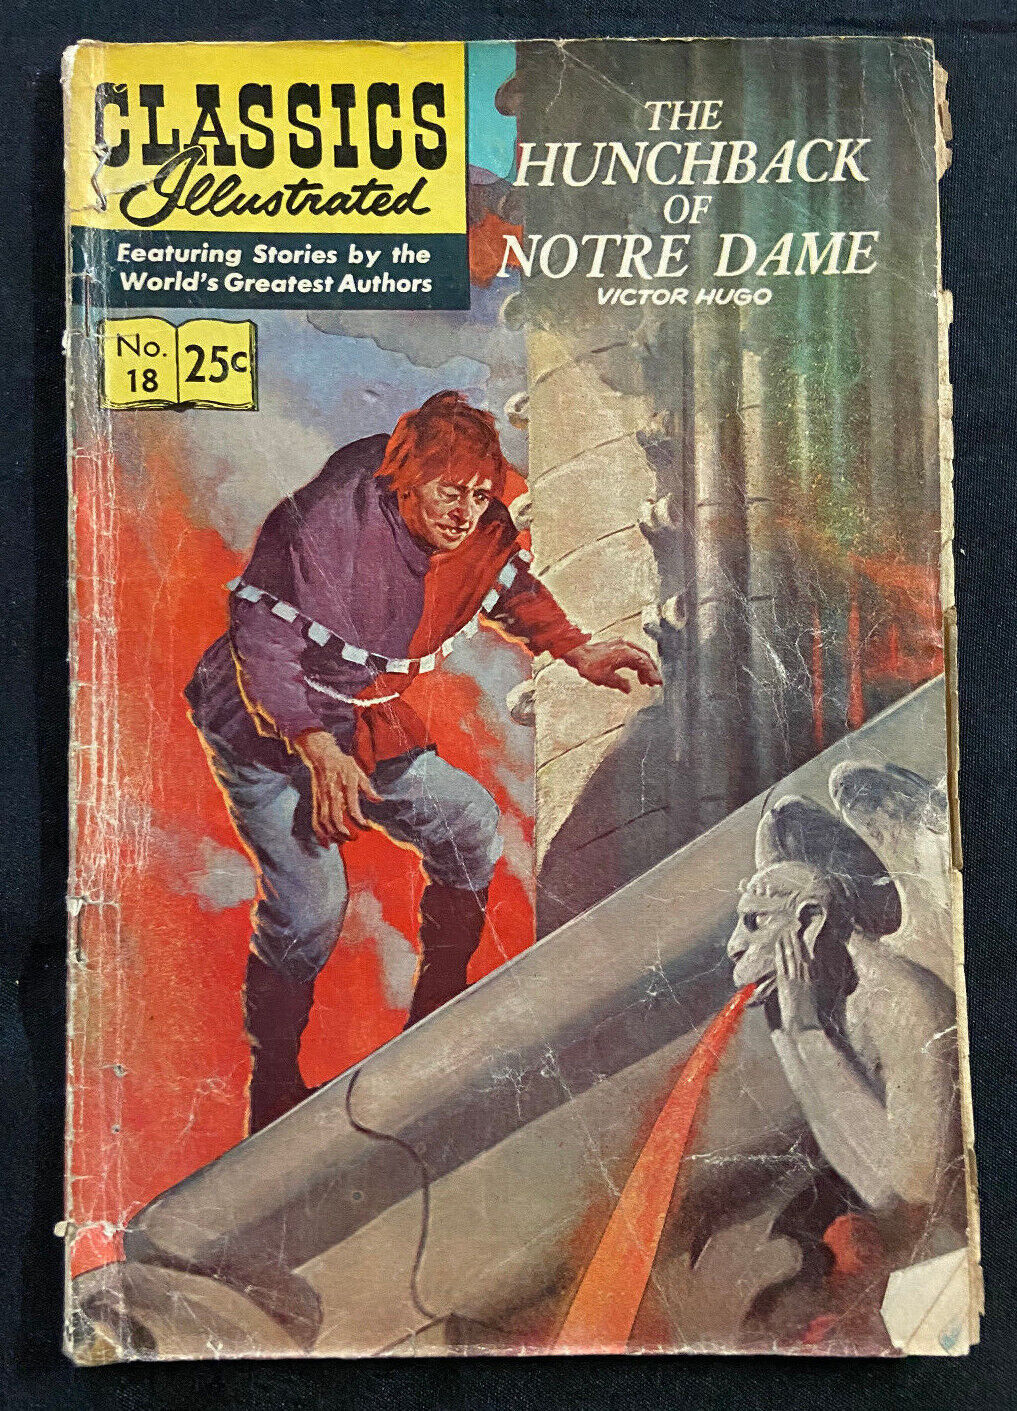 CLASSICS
Illustrated
Featuring Stories by the
World's Greatest Authors
No.
18
25c
THE
HUNCHBACK
OF
NOTRE DAME
VICTOR HUGO